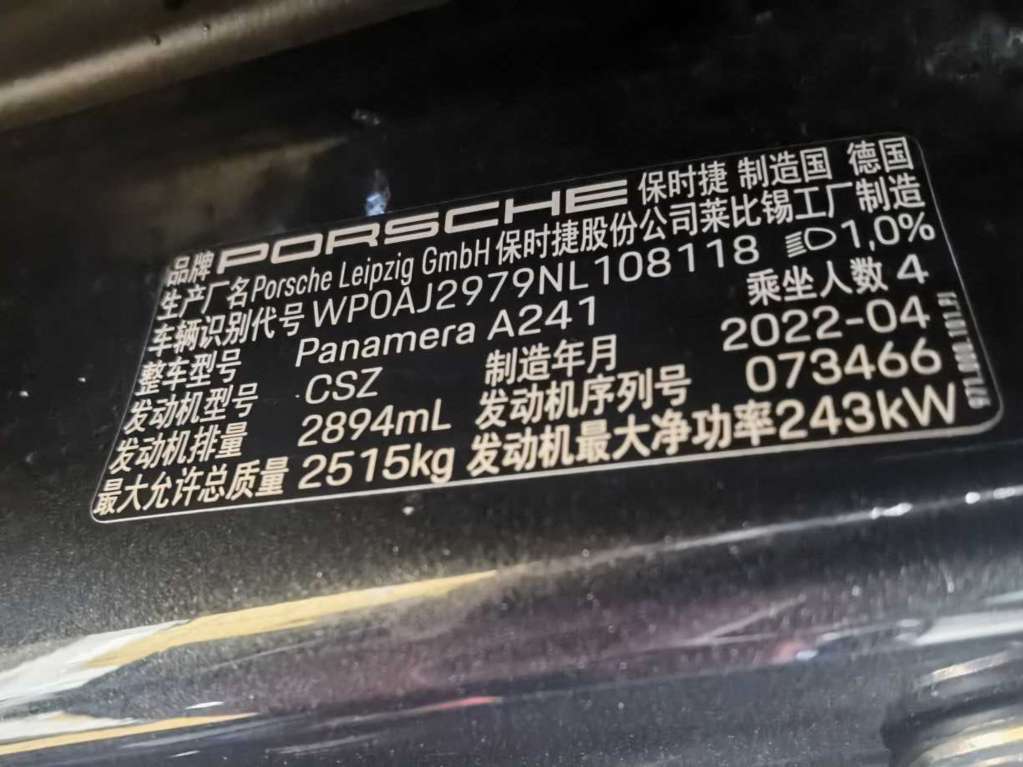 品牌 PORSCHE 保时捷 制造国 德国
生产厂名 Porsche Leipzig GmbH 保时捷股份公司莱比锡工厂制造
车辆识别代号 WP0AJ2979NL108118 1,0%
整车型号 Panamera A241 乘坐人数 4
发动机型号 CSZ 制造年月 2022-04
发动机排量 2894mL 发动机序列号 073466
最大允许总质量 2515kg 发动机最大净功率 243kW